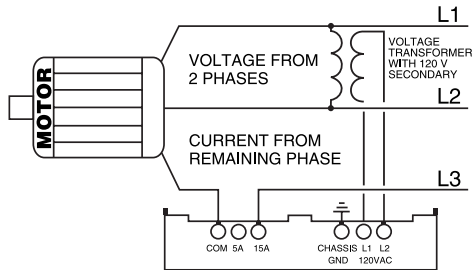 L1
VOLTAGE FROM
2 PHASES
VOLTAGE
TRANSFORMER
WITH 120 V
SECONDARY
MOTOR
L2
CURRENT FROM
REMAINING PHASE
L3
COM 5A 15A CHASSIS L1 L2
GND 120VAC